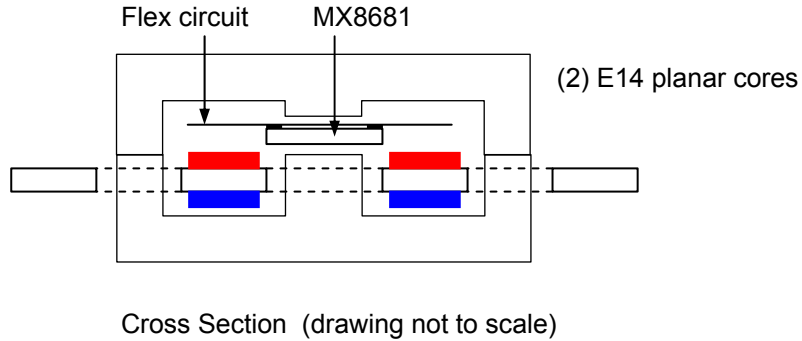 Flex circuit
MX8681
(2) E14 planar cores
Cross Section (drawing not to scale)